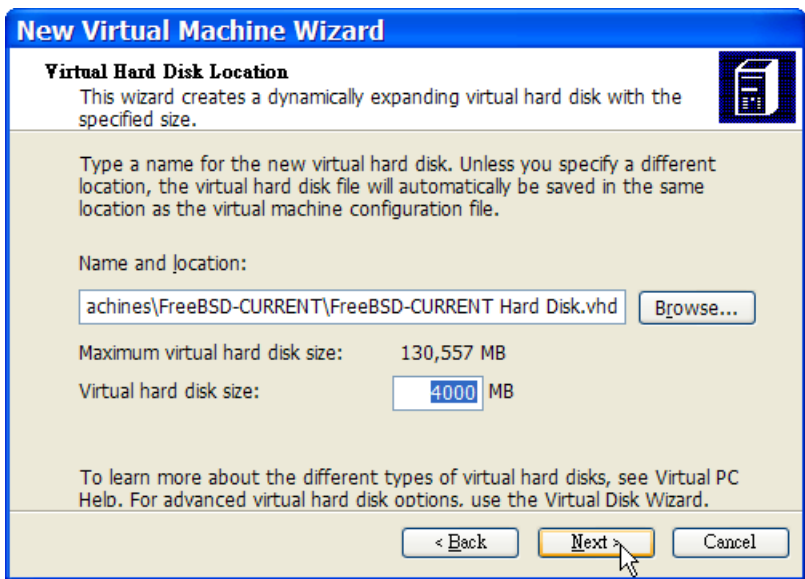 New Virtual Machine Wizard
Virtual Hard Disk Location
This wizard creates a dynamically expanding virtual hard disk with the
specified size.
Type a name for the new virtual hard disk. Unless you specify a different
location, the virtual hard disk file will automatically be saved in the same
location as the virtual machine configuration file.
Name and location:
achines\FreeBSD-CURRENT\FreeBSD-CURRENT Hard Disk.vhd Browse...
Maximum virtual hard disk size: 130,557 MB
Virtual hard disk size: 4000 MB
To learn more about the different types of virtual hard disks, see Virtual PC
Help. For advanced virtual hard disk options, use the Virtual Disk Wizard.
< Back Next > Cancel